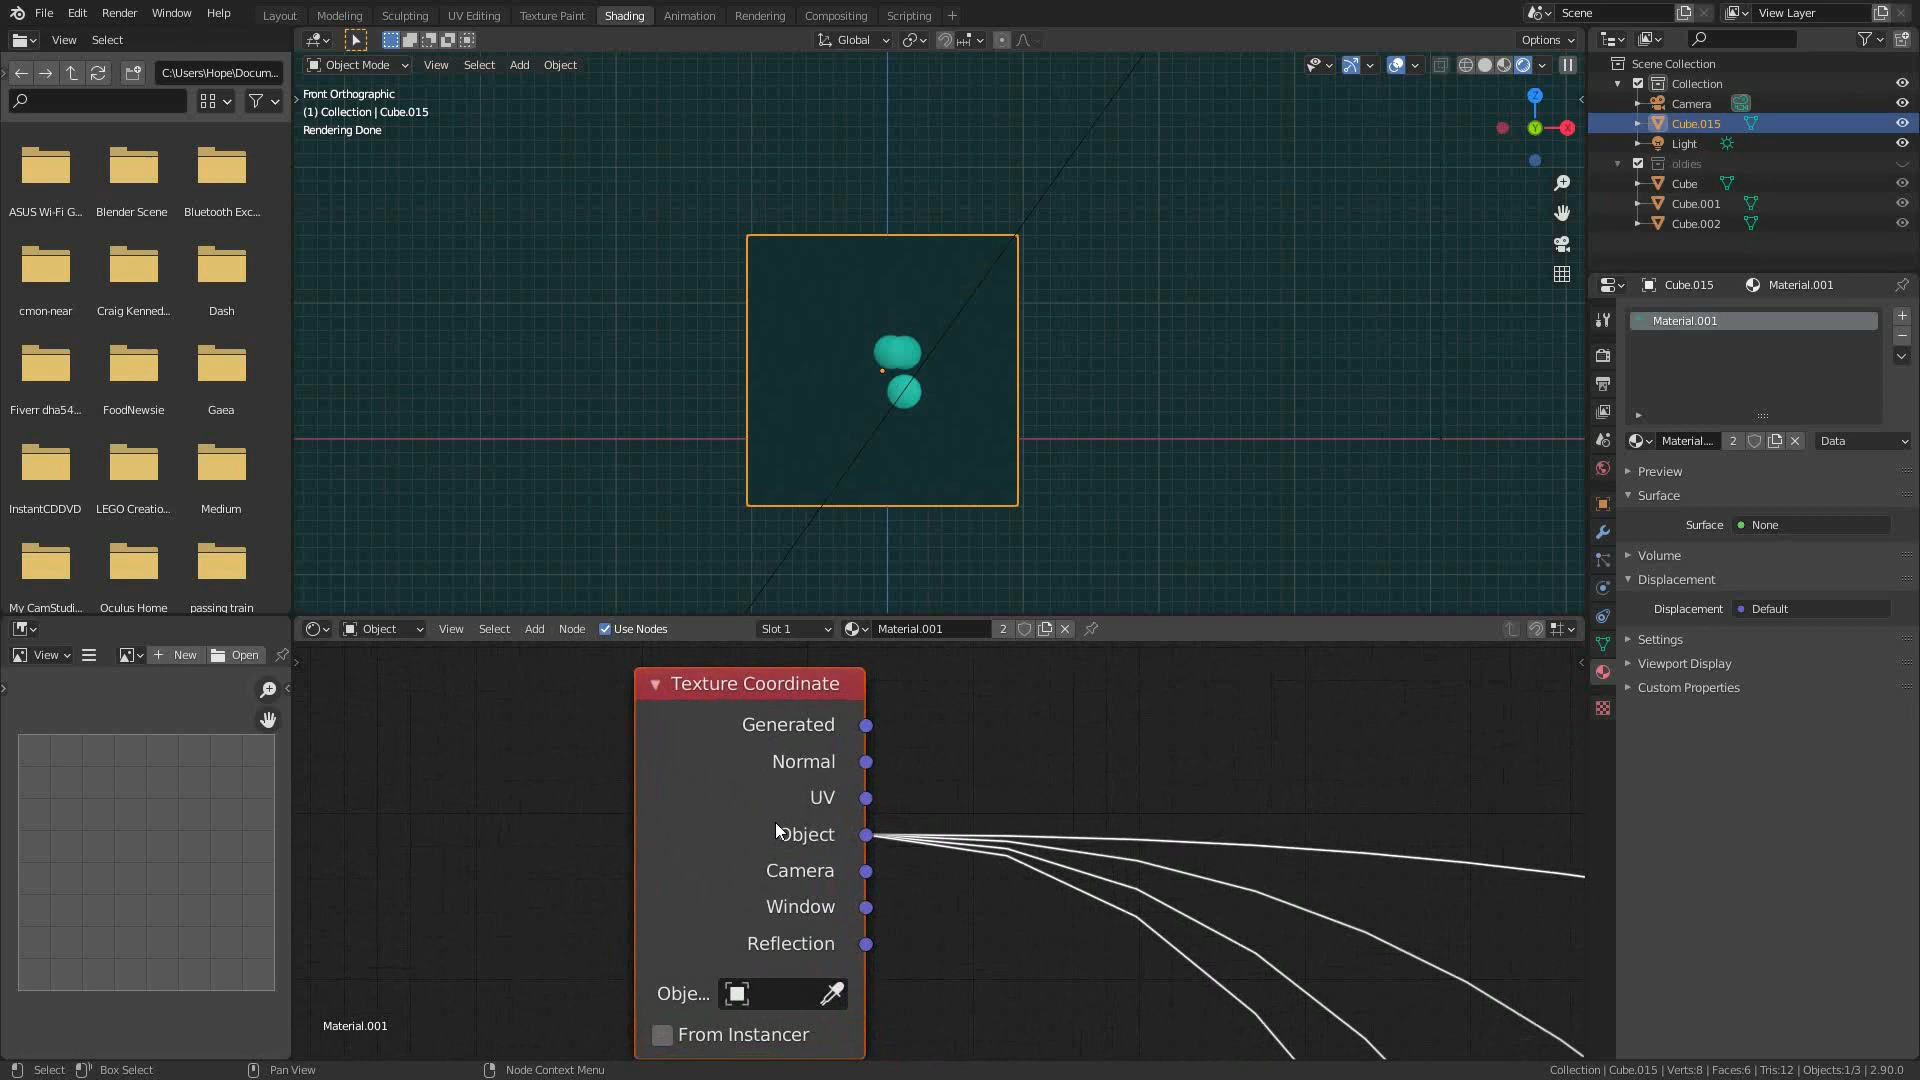 File Edit Render Window Help
Layout Modeling Sculpting UV Editing Texture Paint Shading Animation Rendering Compositing Scripting +
Scene
View Layer
View Select
Global
Options
C:\Users\Hope\Docum...
Object Mode View Select Add Object
Front Orthographic
(1) Collection | Cube.015
Rendering Done
Z
Y
X
ASUS Wi-Fi G... Blender Scene Bluetooth Exc...
cmon-near Craig Kenned... Dash
Fiverr dha54... FoodNewsie Gaea
InstantCDDVD LEGO Creatio... Medium
My CamStudi... Oculus Home passing train
Scene Collection
Collection
Camera
Cube.015
Light
oldies
Cube
Cube.001
Cube.002
Cube.015 Material.001
Material.001
Material... 2 Data
Preview
Surface
Surface None
Volume
Displacement
Displacement Default
Settings
Viewport Display
Custom Properties
View New Open
Object View Select Add Node Use Nodes Slot 1 Material.001 2
Texture Coordinate
Generated
Normal
UV
Object
Camera
Window
Reflection
Obje...
From Instancer
Material.001
Select Box Select Pan View Node Context Menu
Collection | Cube.015 | Verts:8 | Faces:6 | Tris:12 | Objects:1/3 | 2.90.0